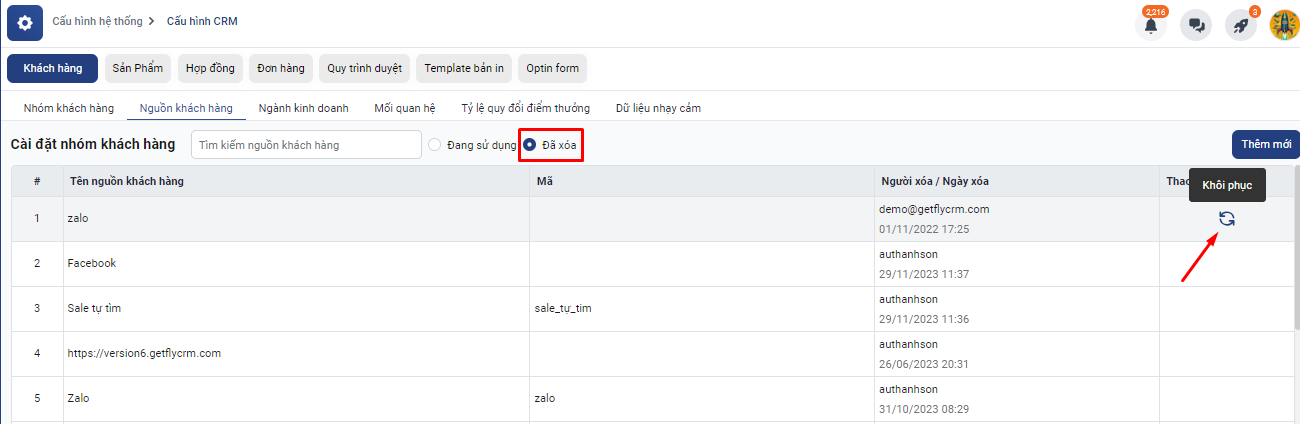 Cấu hình hệ thống > Cấu hình CRM
2,216
3
Khách hàng Sản Phẩm Hợp đồng Đơn hàng Quy trình duyệt Template bản in Optin form
Nhóm khách hàng Nguồn khách hàng Ngành kinh doanh Mối quan hệ Tỷ lệ quy đổi điểm thưởng Dữ liệu nhạy cảm
Cài đặt nhóm khách hàng Tìm kiếm nguồn khách hàng Đang sử dụng Đã xóa Thêm mới
# Tên nguồn khách hàng Mã Người xóa / Ngày xóa
Khôi phục
1 zalo demo@getflycrm.com
01/11/2022 17:25
2 Facebook authanhson
29/11/2023 11:37
3 Sale tự tìm sale_tự_tim authanhson
29/11/2023 11:36
4 https://version6.getflycrm.com authanhson
26/06/2023 20:31
5 Zalo zalo authanhson
31/10/2023 08:29